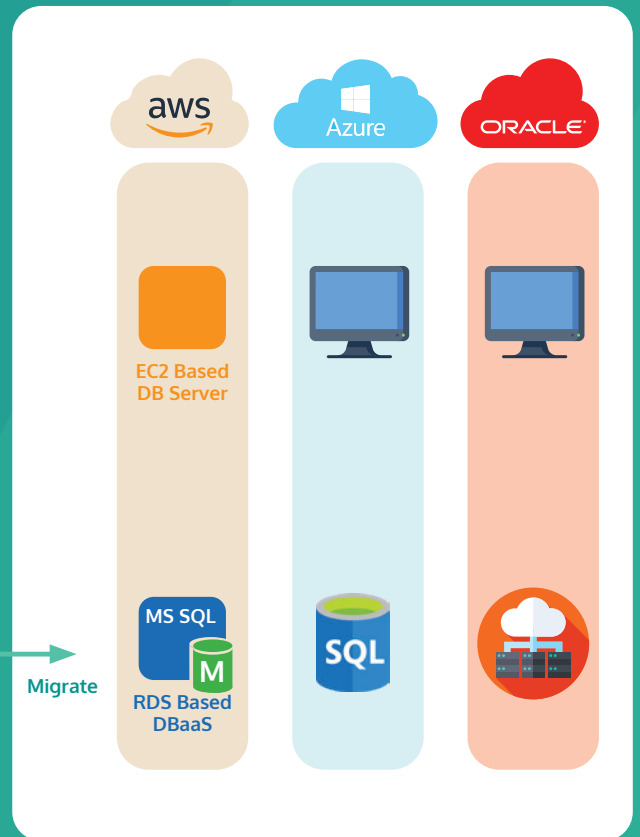 aws
Azure
ORACLE
EC2 Based
DB Server
MS SQL
M
SQL
Migrate
RDS Based
DBaaS